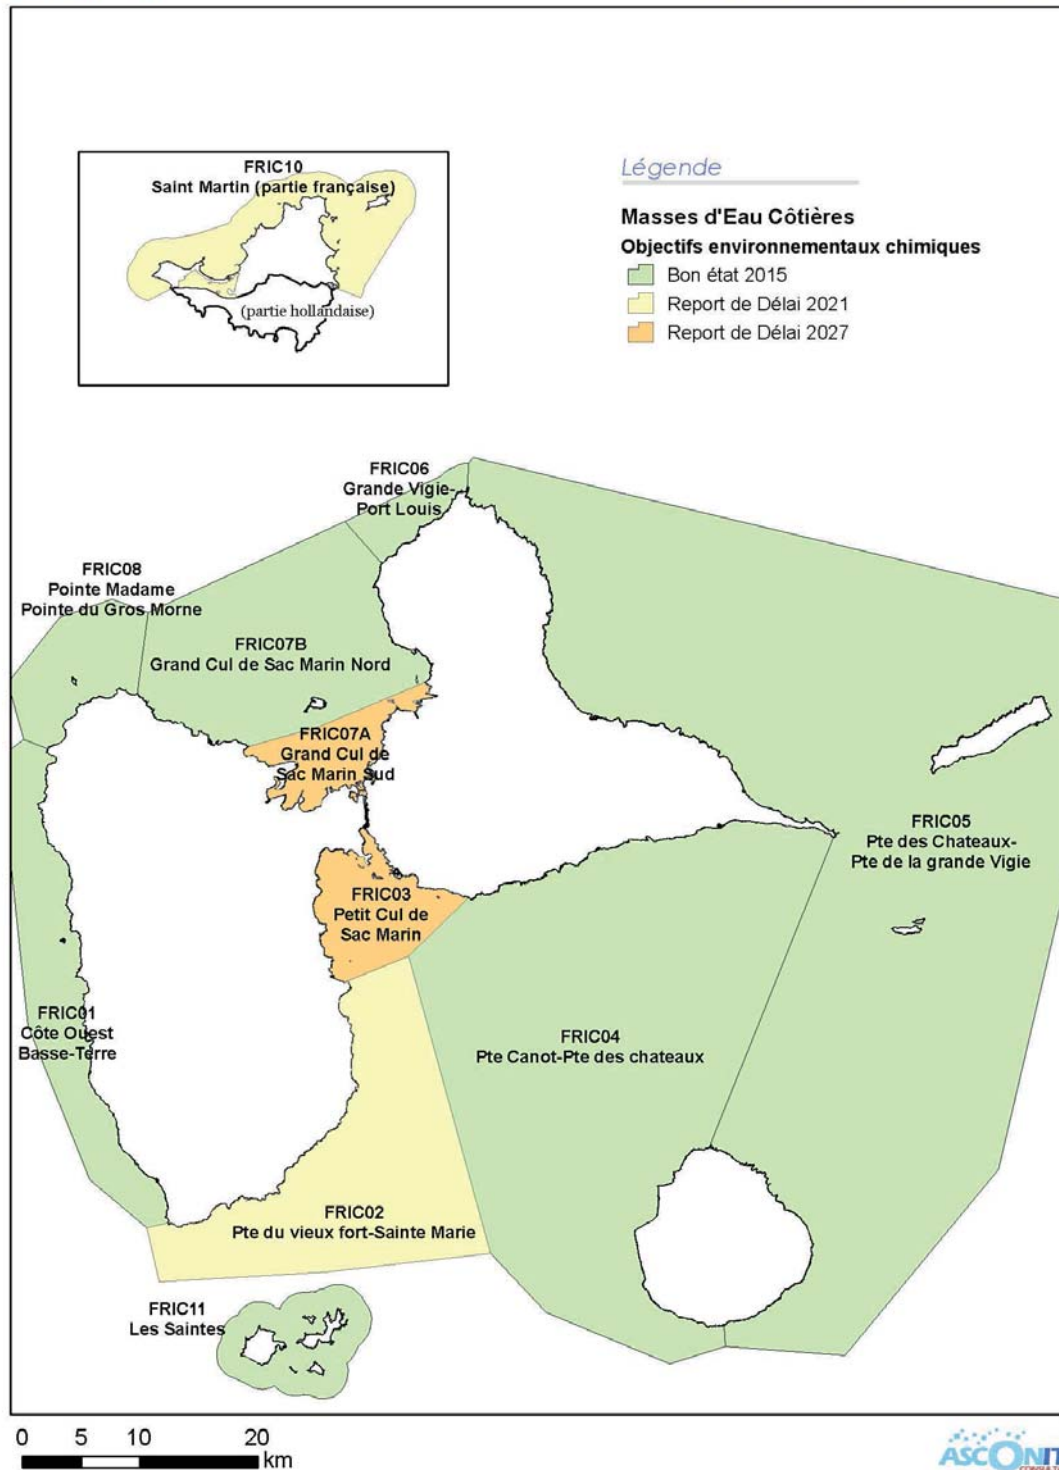 FRIC10
Saint Martin (partie française)
(partie hollandaise)
Légende
Masses d'Eau Côtières
Objectifs environnementaux chimiques
Bon état 2015
Report de Délai 2021
Report de Délai 2027
FRIC06
Grande Vigie-
Port Louis
FRIC08
Pointe Madame
Pointe du Gros Morne
FRIC07B
Grand Cul de Sac Marin Nord
FRIC07A
Grand Cul de
Sac Marin Sud
FRIC05
Pte des Chateaux-
Pte de la grande Vigie
FRIC03
Petit Cul de
Sac Marin
FRIC01
Côte Ouest
Basse-Terre
FRIC04
Pte Canot-Pte des chateaux
FRIC02
Pte du vieux fort-Sainte Marie
FRIC11
Les Saintes
0 5 10 20
km
ASCONIT
CONSULT